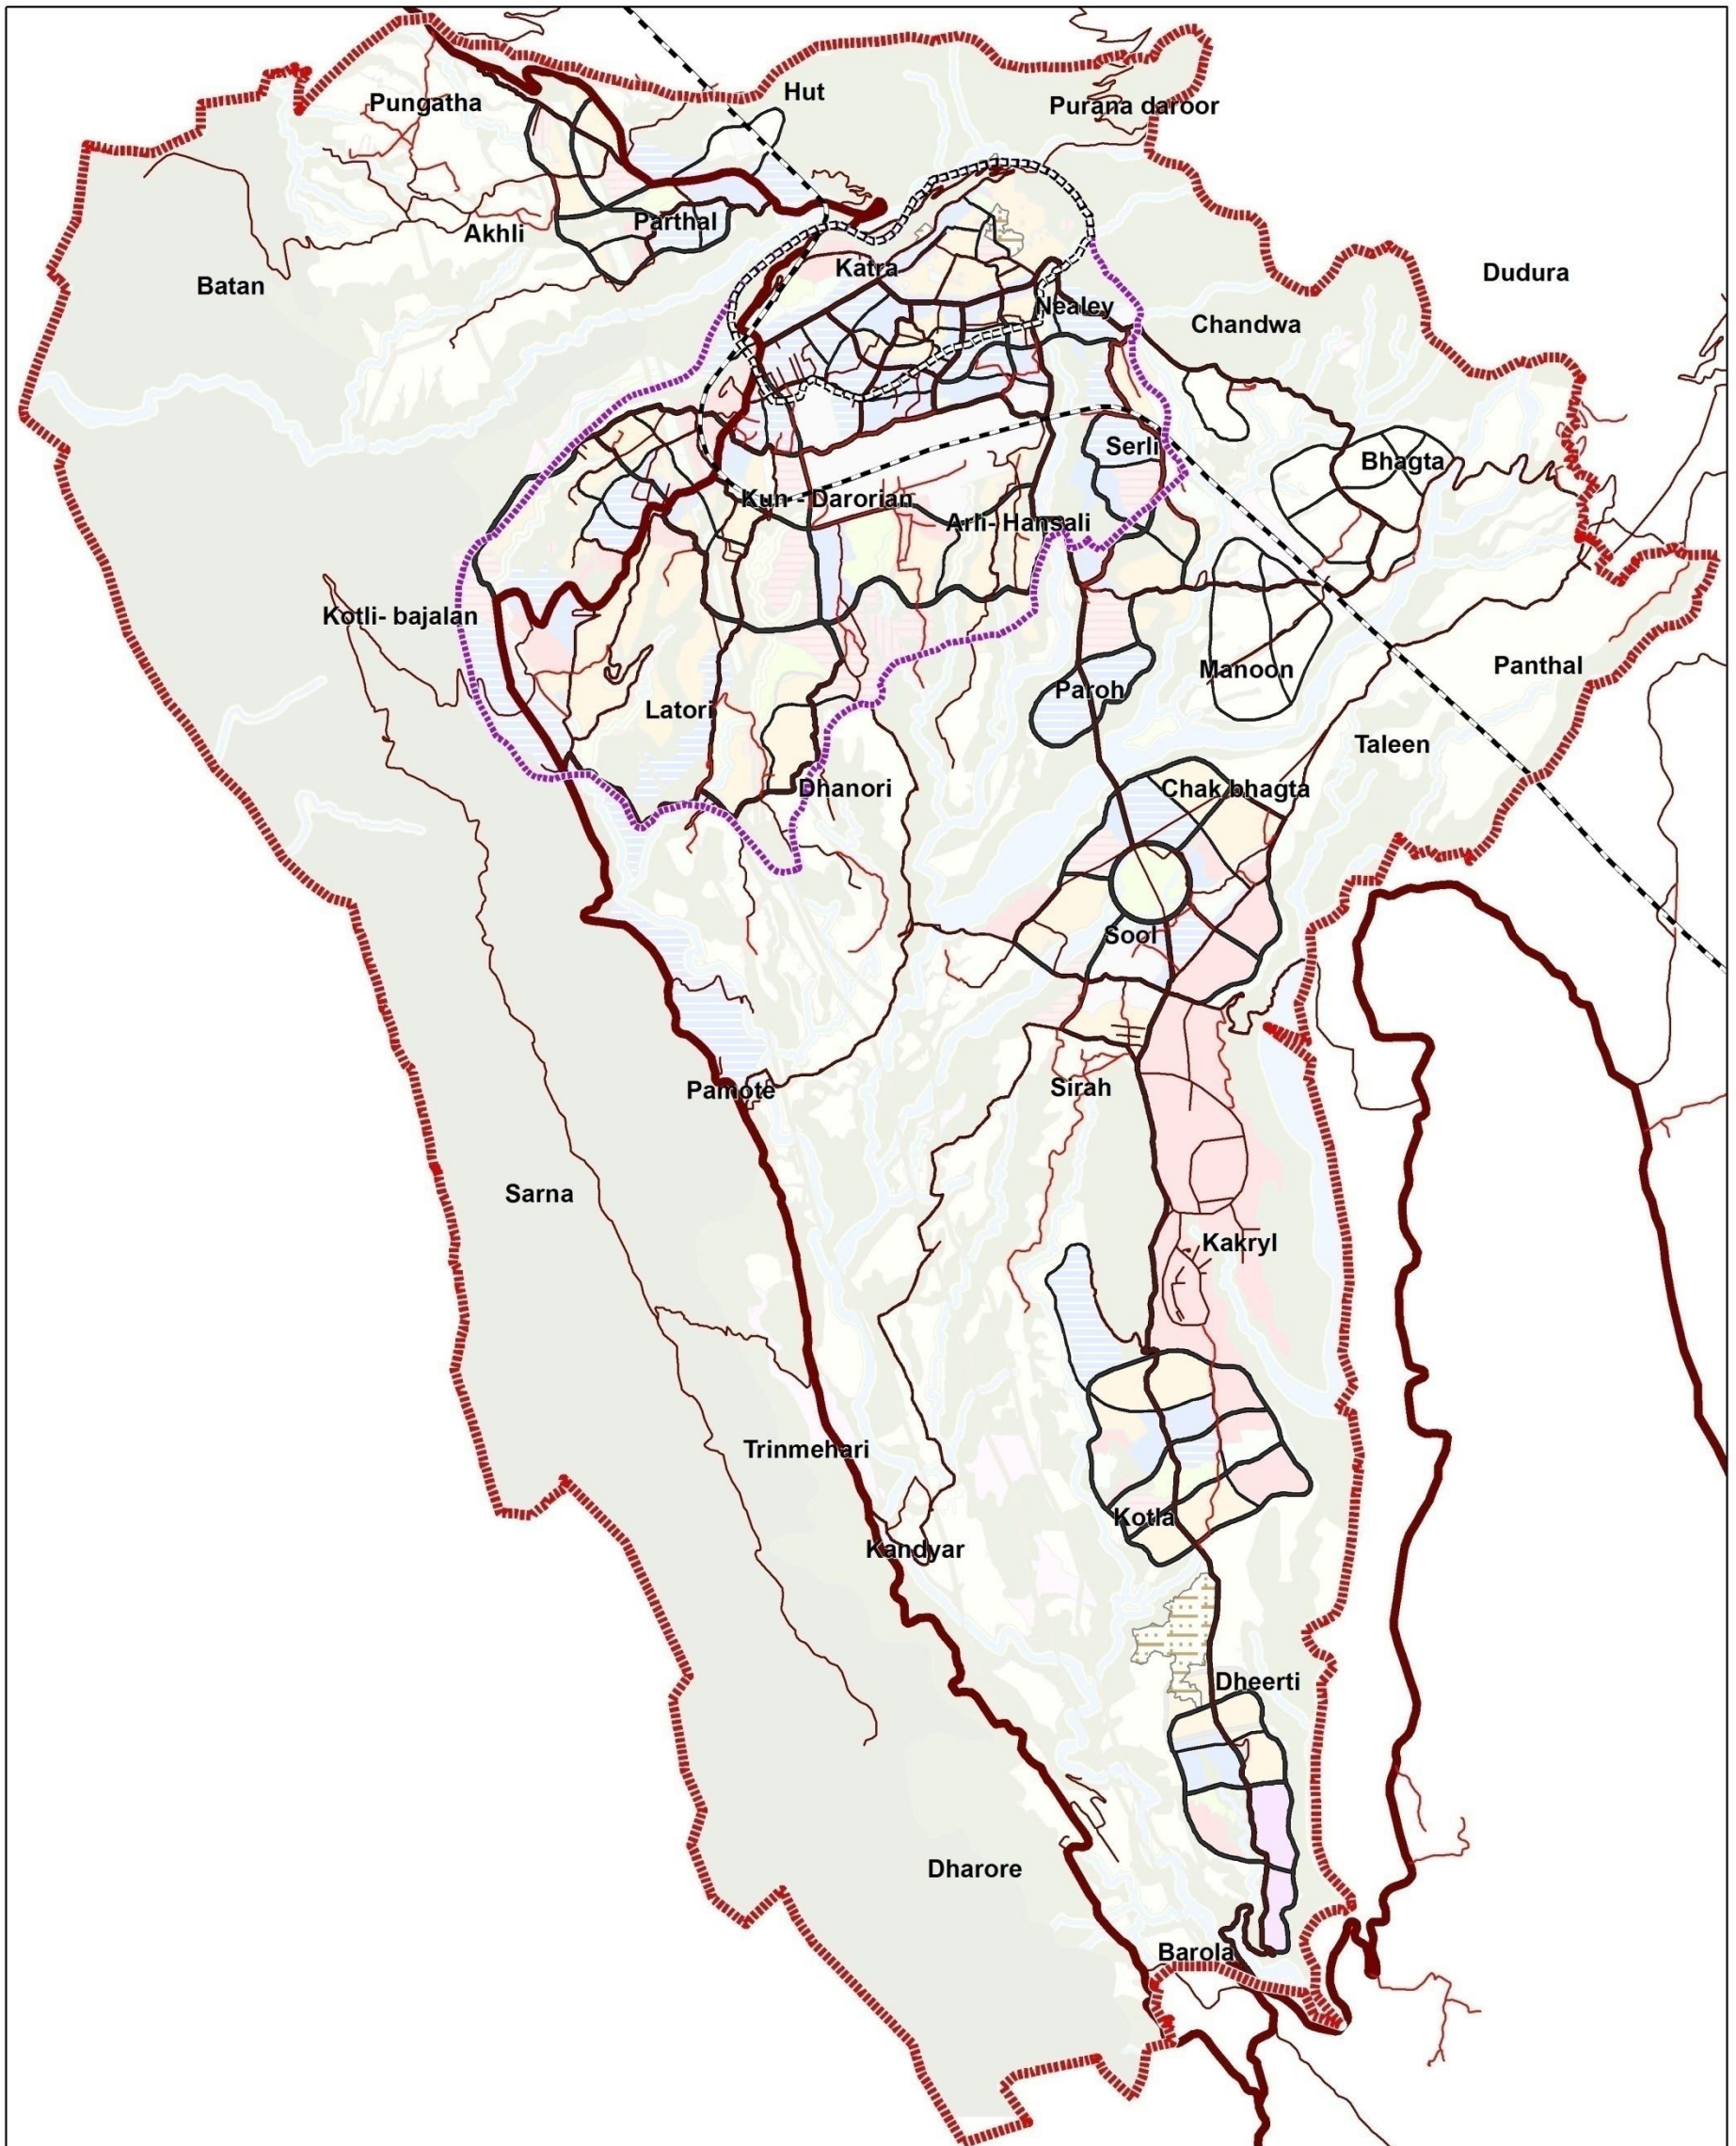 Hut
Pungatha
Purana daroor
Parthal
Akhli
Katra
Dudura
Batan
Nealey
Chandwa
Serli
Bhagta
Kun - Darorian
Arli- Hansali
Kotli- bajalan
Panthal
Manoon
Paroh
Latori
Taleen
Dhanori
Chak bhagta
Sool
Sirah
Pamote
Sarna
Kakryl
Trinmehari
Kotla
Kandyar
Dheerti
Dharore
Barola